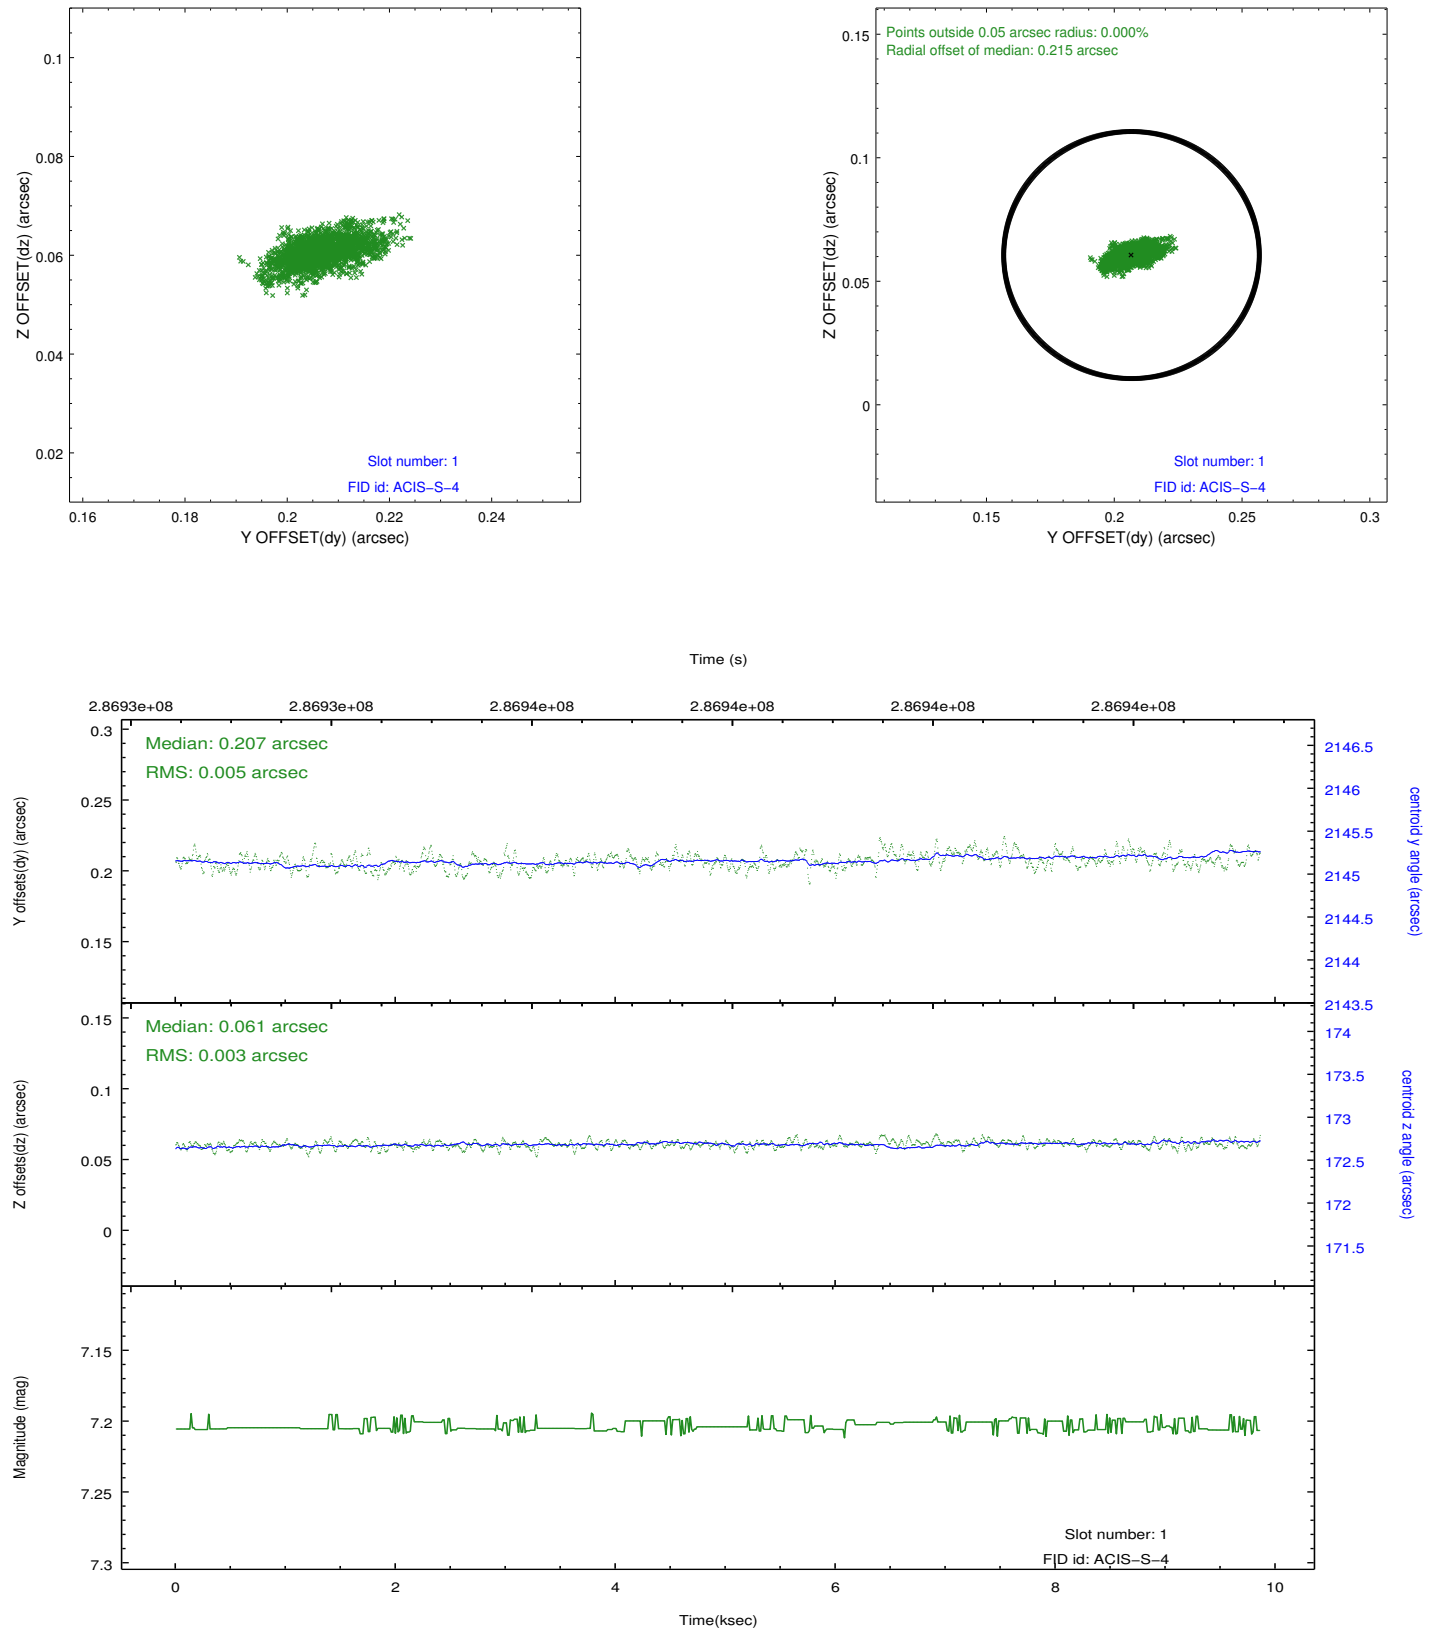 0.1
0.08
0.06
0.04
0.02
Z OFFSET(dz) (arcsec)
Slot number: 1
FID id: ACIS−S−4
0.16 0.18 0.2 0.22 0.24
Y OFFSET(dy) (arcsec)
Points outside 0.05 arcsec radius: 0.000%
Radial offset of median: 0.215 arcsec
0.15
0.1
0.05
0
Z OFFSET(dz) (arcsec)
Slot number: 1
FID id: ACIS−S−4
0.15 0.2 0.25 0.3
Y OFFSET(dy) (arcsec)
Time (s)
2.8693e+08 2.8693e+08 2.8694e+08 2.8694e+08 2.8694e+08 2.8694e+08
Median: 0.207 arcsec
RMS: 0.005 arcsec
0.3
0.25
0.2
0.15
Y offsets(dy) (arcsec)
2146.5
2146
2145.5
2145
2144.5
2144
2143.5
centroid y angle (arcsec)
Median: 0.061 arcsec
RMS: 0.003 arcsec
0.15
0.1
0.05
0
Z offsets(dz) (arcsec)
174
173.5
173
172.5
172
171.5
centroid z angle (arcsec)
7.15
7.2
7.25
7.3
Magnitude (mag)
Slot number: 1
FID id: ACIS−S−4
0 2 4 6 8 10
Time(ksec)